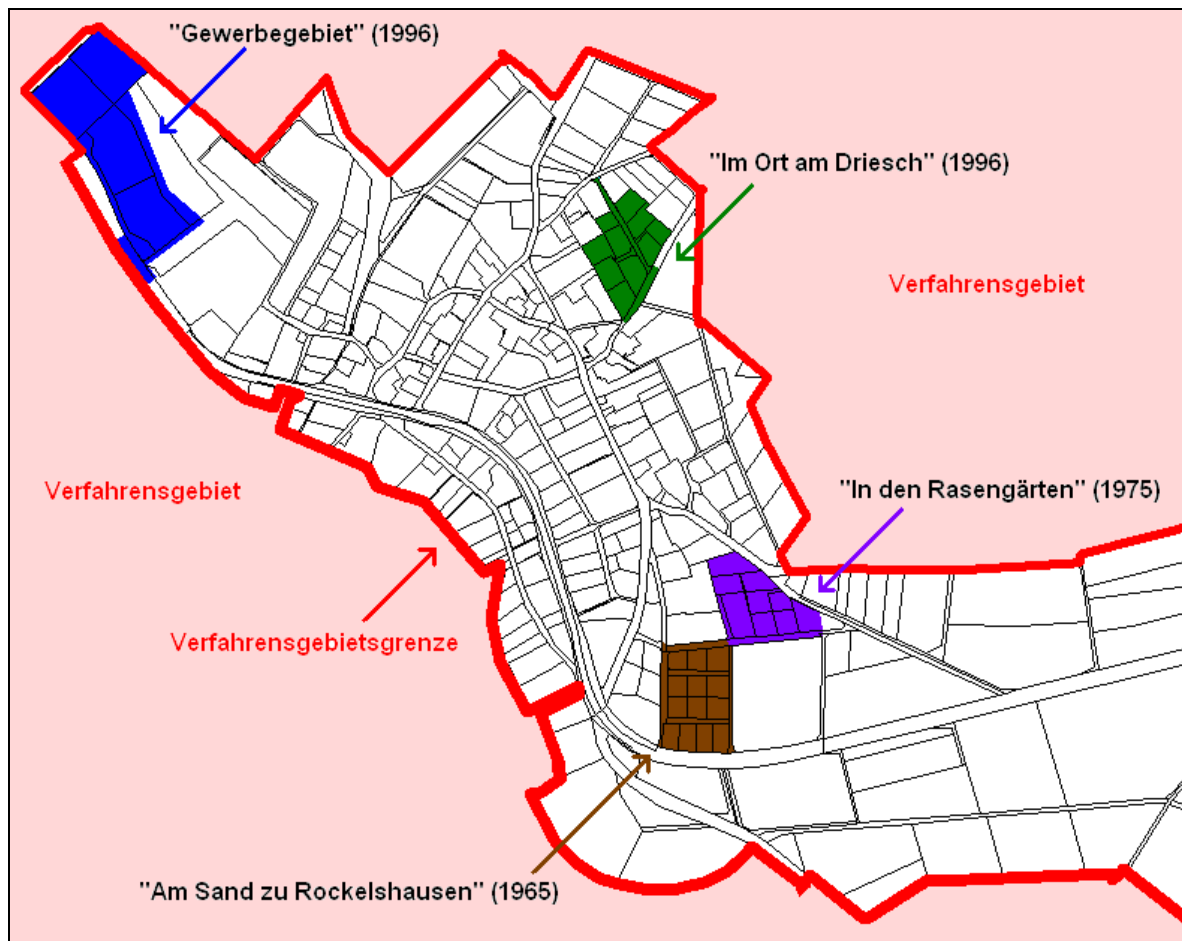 "Gewerbegebiet" (1996)
"Im Ort am Driesch" (1996)
Verfahrensgebiet
Verfahrensgebiet
"In den Rasengärten" (1975)
Verfahrensgebietsgrenze
"Am Sand zu Rockelshausen" (1965)